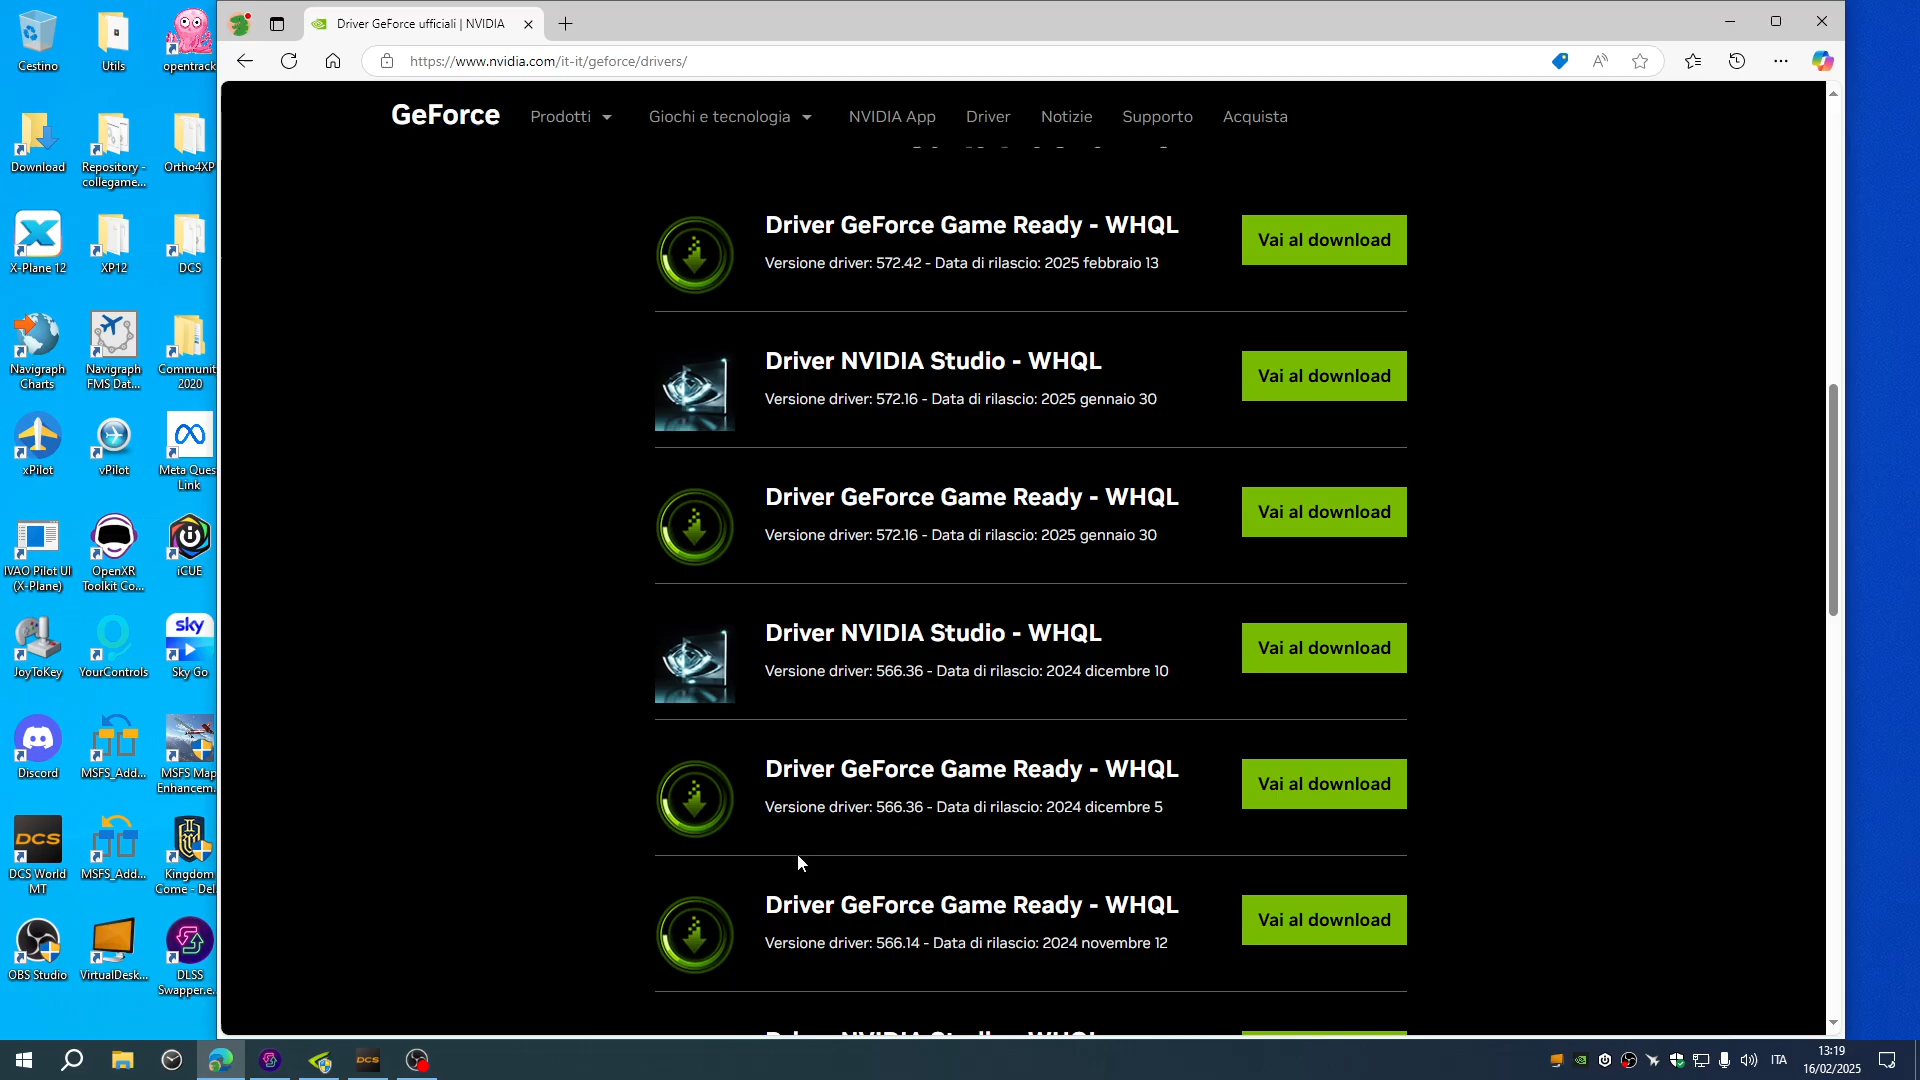 Driver GeForce ufficiali | NVIDIA
https://www.nvidia.com/it-it/geforce/drivers/
GeForce
Prodotti
Giochi e tecnologia
NVIDIA App
Driver
Notizie
Supporto
Acquista
Driver GeForce Game Ready - WHQL
Versione driver: 572.42 - Data di rilascio: 2025 febbraio 13
Vai al download
Driver NVIDIA Studio - WHQL
Versione driver: 572.16 - Data di rilascio: 2025 gennaio 30
Vai al download
Driver GeForce Game Ready - WHQL
Versione driver: 572.16 - Data di rilascio: 2025 gennaio 30
Vai al download
Driver NVIDIA Studio - WHQL
Versione driver: 566.36 - Data di rilascio: 2024 dicembre 10
Vai al download
Driver GeForce Game Ready - WHQL
Versione driver: 566.36 - Data di rilascio: 2024 dicembre 5
Vai al download
Driver GeForce Game Ready - WHQL
Versione driver: 566.14 - Data di rilascio: 2024 novembre 12
Vai al download
Cestino
Utils
opentrack
Download
Repository -
collegame...
Ortho4XP
X-Plane 12
XP12
DCS
Navigraph
Charts
Navigraph
FMS Dat...
Communit
2020
xPilot
vPilot
Meta Ques
Link
IVAO Pilot UI
(X-Plane)
OpenXR
Toolkit Co...
iCUE
JoyToKey
YourControls
sky
Sky Go
Discord
MSFS_Add...
MSFS Map
Enhancem.
DCS
DCS World
MT
MSFS_Add...
Kingdom
Come - Del
OBS Studio
VirtualDesk...
DLSS
Swapper.e.
DCS
ITA
13:19
16/02/2025